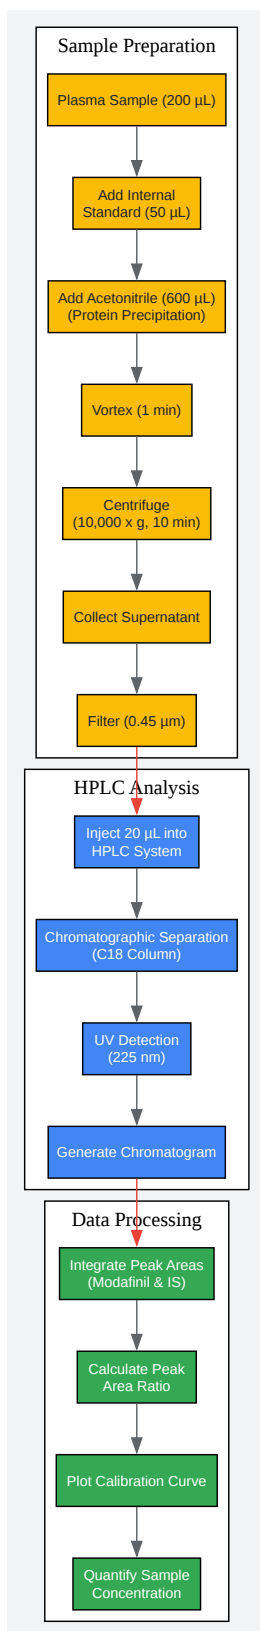 Sample Preparation
Plasma Sample (200 µL)
Add Internal
Standard (50 µL)
Add Acetonitrile (600 µL)
(Protein Precipitation)
Vortex (1 min)
Centrifuge
(10,000 x g, 10 min)
Collect Supernatant
Filter (0.45 µm)
HPLC Analysis
Inject 20 µL into
HPLC System
Chromatographic Separation
(C18 Column)
UV Detection
(225 nm)
Generate Chromatogram
Data Processing
Integrate Peak Areas
(Modafinil & IS)
Calculate Peak
Area Ratio
Plot Calibration Curve
Quantify Sample
Concentration